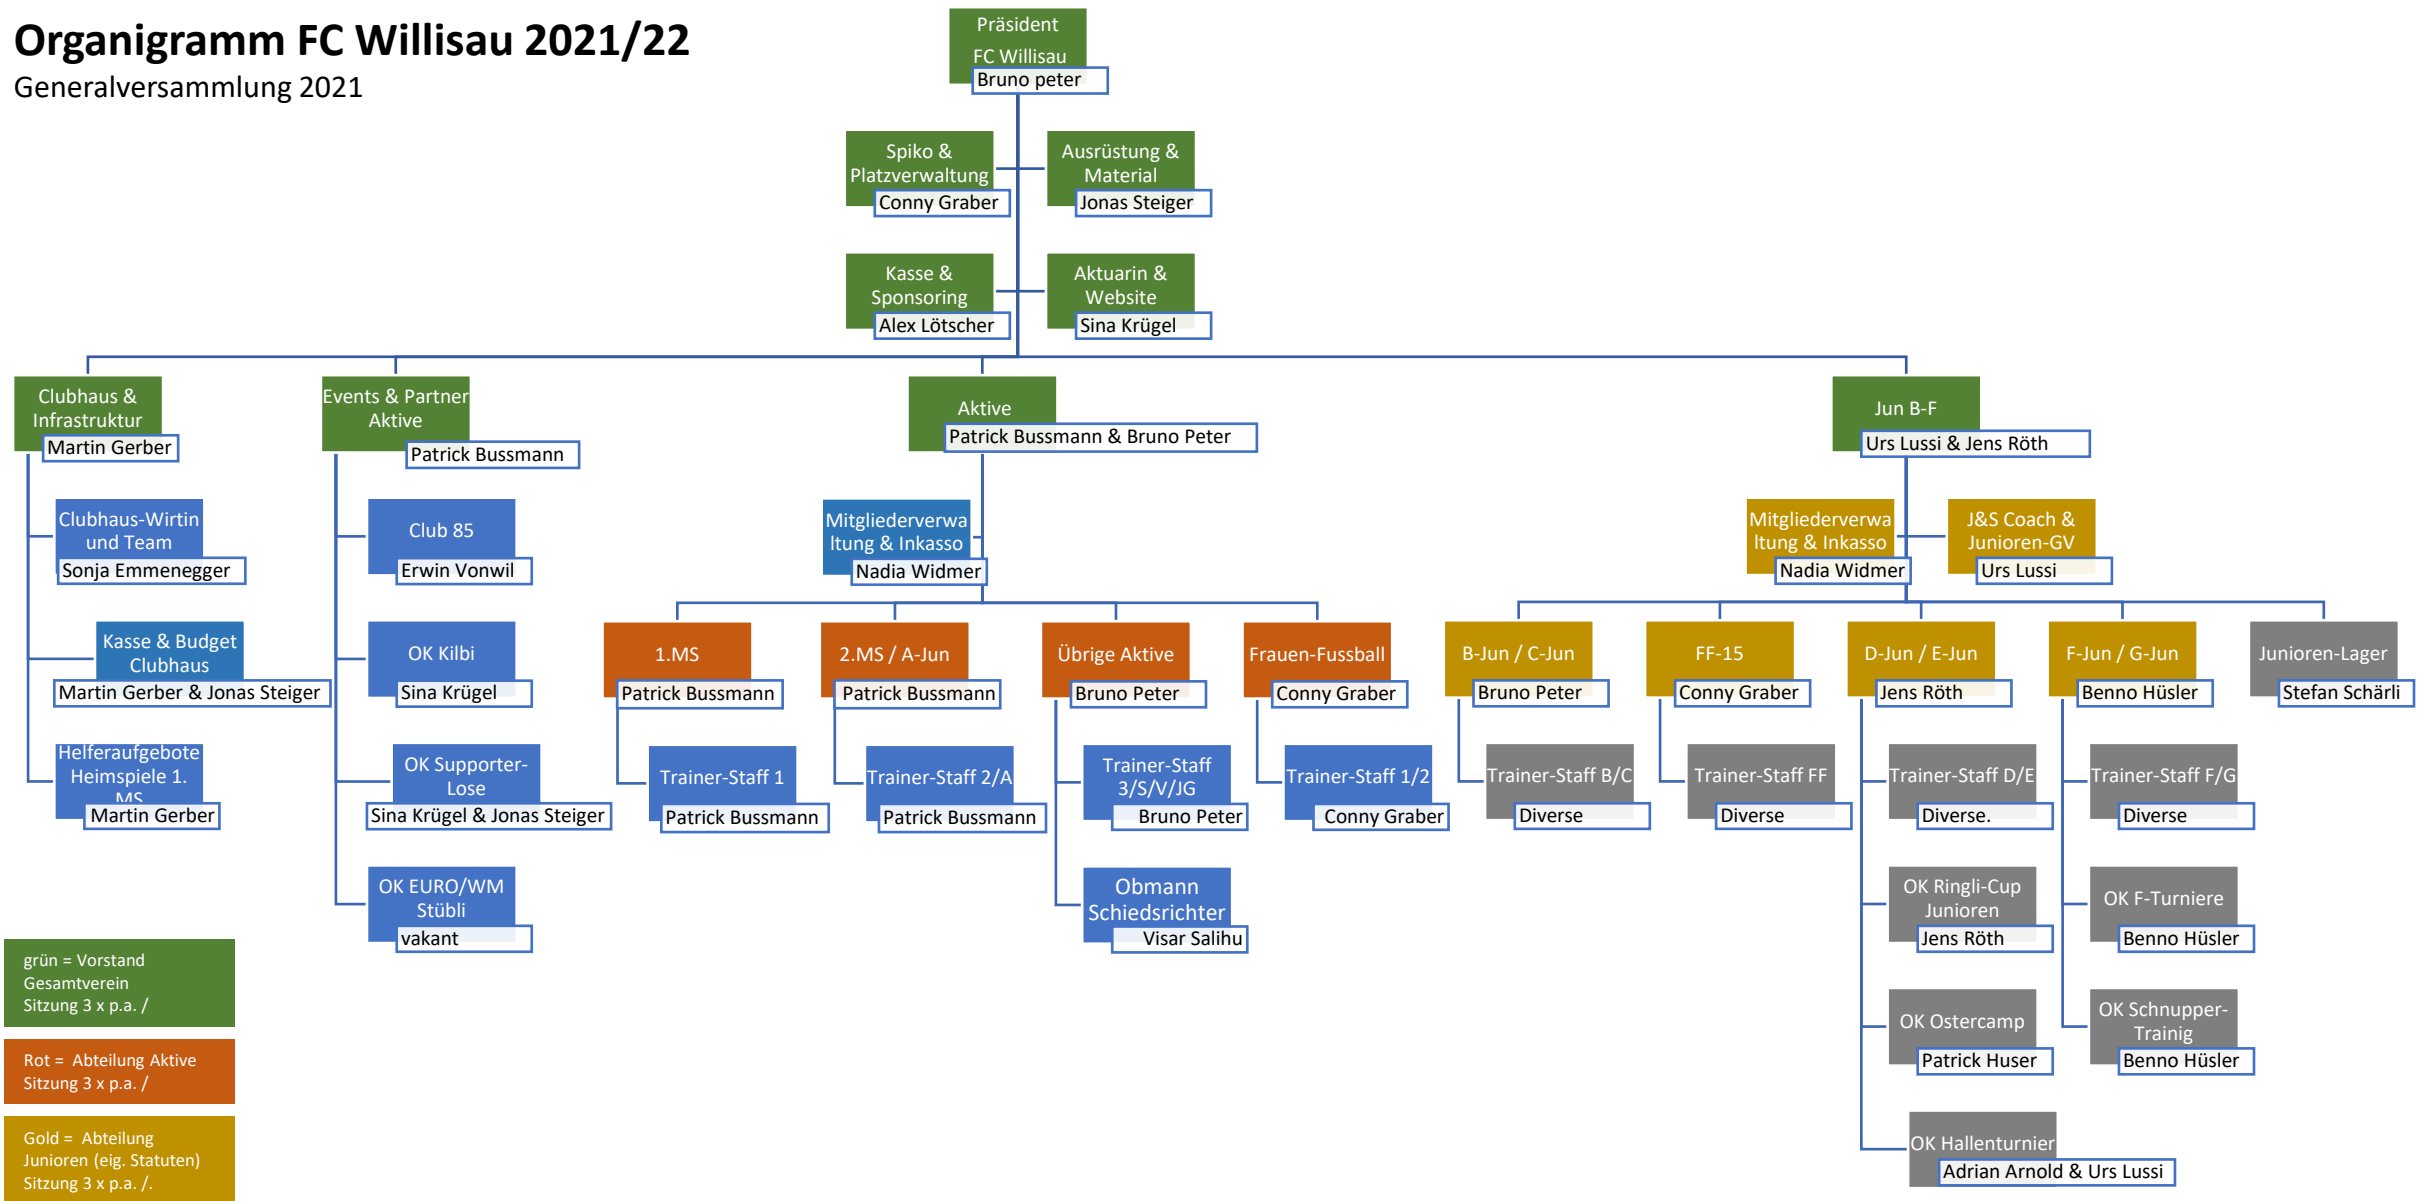 Organigramm FC Willisau 2021/22
Generalversammlung 2021
Präsident
FC Willisau
Bruno peter
Spiko &
Platzverwaltung
Conny Graber
Ausrüstung &
Material
Jonas Steiger
Kasse &
Sponsoring
Alex Lötscher
Aktuarin &
Website
Sina Krügel
Clubhaus &
Infrastruktur
Martin Gerber
Events & Partner
Aktive
Patrick Bussmann
Aktive
Patrick Bussmann & Bruno Peter
Jun B-F
Urs Lussi & Jens Röth
Clubhaus-Wirtin
und Team
Sonja Emmenegger
Club 85
Erwin Vonwil
Mitgliederverwa
ltung & Inkasso
Nadia Widmer
Mitgliederverwa
ltung & Inkasso
Nadia Widmer
J&S Coach &
Junioren-GV
Urs Lussi
Kasse & Budget
Clubhaus
Martin Gerber & Jonas Steiger
OK Kilbi
Sina Krügel
1.MS
Patrick Bussmann
2.MS / A-Jun
Patrick Bussmann
Übrige Aktive
Bruno Peter
Frauen-Fussball
Conny Graber
B-Jun / C-Jun
Bruno Peter
FF-15
Conny Graber
D-Jun / E-Jun
Jens Röth
F-Jun / G-Jun
Benno Hüsler
Junioren-Lager
Stefan Schärli
Helferaufgebote
Heimspiele 1.
MS
Martin Gerber
OK Supporter-
Lose
Sina Krügel & Jonas Steiger
Trainer-Staff 1
Patrick Bussmann
Trainer-Staff 2/A
Patrick Bussmann
Trainer-Staff
3/S/V/JG
Bruno Peter
Trainer-Staff 1/2
Conny Graber
Trainer-Staff B/C
Diverse
Trainer-Staff FF
Diverse
Trainer-Staff D/E
Diverse.
Trainer-Staff F/G
Diverse
OK EURO/WM
Stübli
vakant
Obmann
Schiedsrichter
Visar Salihu
OK Ringli-Cup
Junioren
Jens Röth
OK F-Turniere
Benno Hüsler
OK Ostercamp
Patrick Huser
OK Schnupper-
Trainig
Benno Hüsler
OK Hallenturnier
Adrian Arnold & Urs Lussi
grün = Vorstand
Gesamtverein
Sitzung 3 x p.a. /
Rot = Abteilung Aktive
Sitzung 3 x p.a. /
Gold = Abteilung
Junioren (eig. Statuten)
Sitzung 3 x p.a. /.